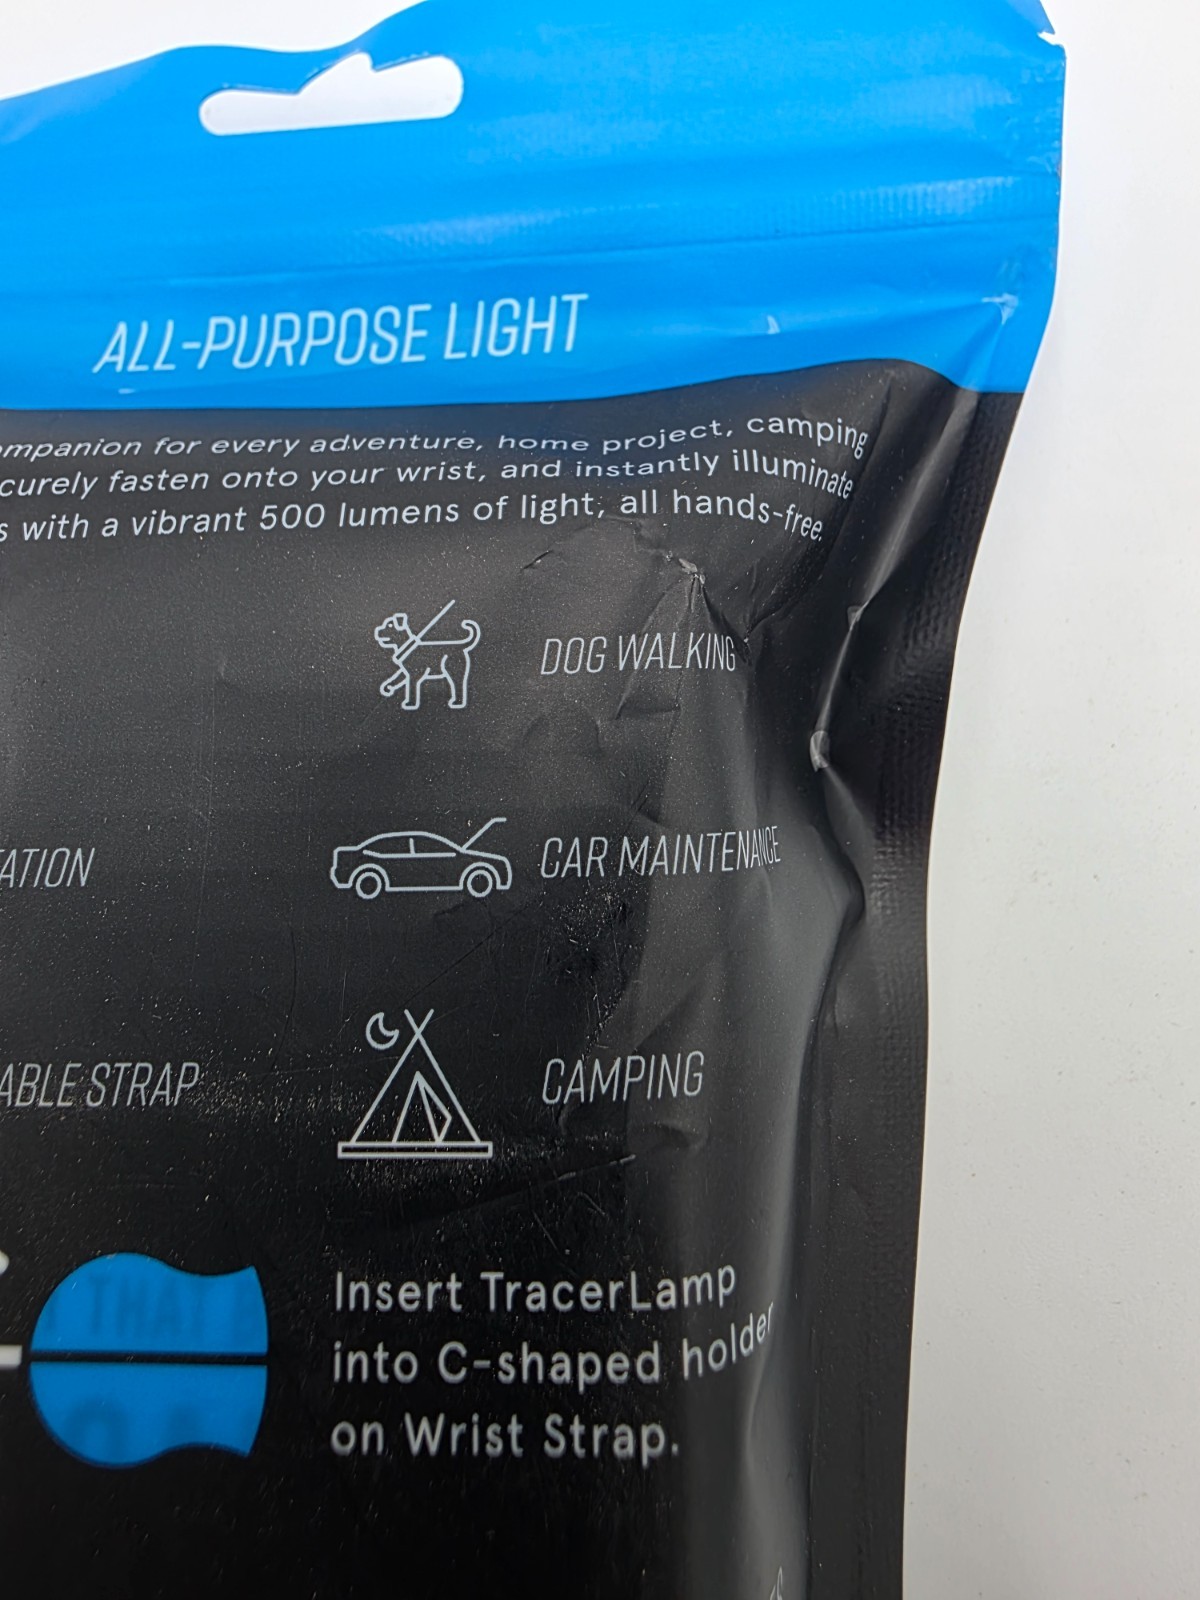 ALL-PURPOSE LIGHT
ompanion for every adventure, home project, camping
curely fasten onto your wrist, and instantly illuminate
s with a vibrant 500 lumens of light, all hands-free.
DOG WALKING
TATION
CAR MAINTENANCE
ABLE STRAP
CAMPING
THAT
Insert TracerLamp
into C-shaped holder
on Wrist Strap.